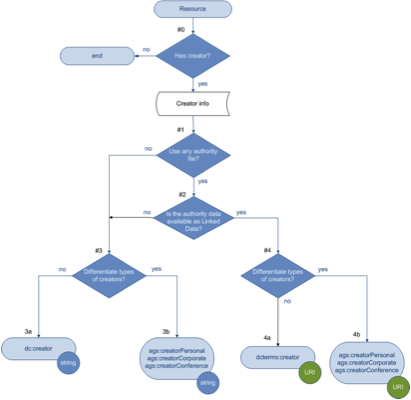 Resource
#0
no
end
Has creator?
yes
Creator info
#1
no
Use any authority
file?
yes
#2
no
Is the authority data
available as Linked
Data?
yes
#3
#4
no
Differentiate types
of creators?
yes
Differentiate types
of creators?
yes
no
3a
3b
4a
4b
dc:creator
string
ags:creatorPersonal
ags:creatorCorporate
ags:creatorConference
string
dcterms:creator
URI
ags:creatorPersonal
ags:creatorCorporate
ags:creatorConference
URI